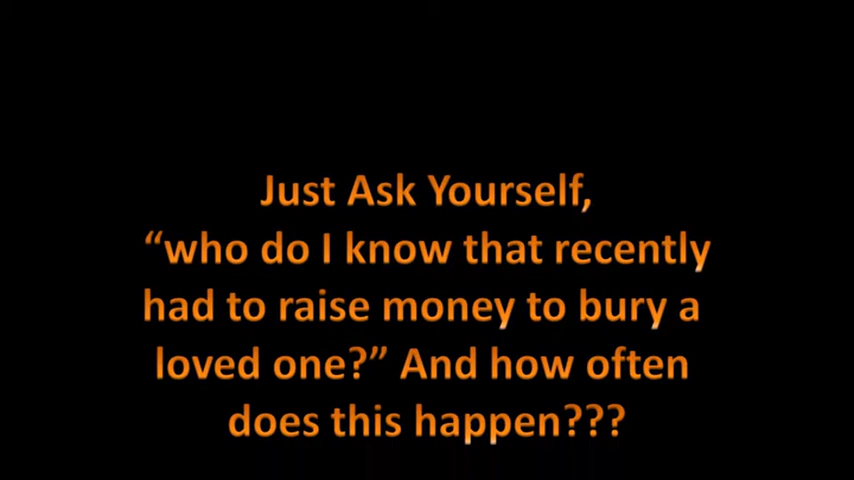 Just Ask Yourself,
“who do I know that recently
had to raise money to bury a
loved one?” And how often
does this happen???